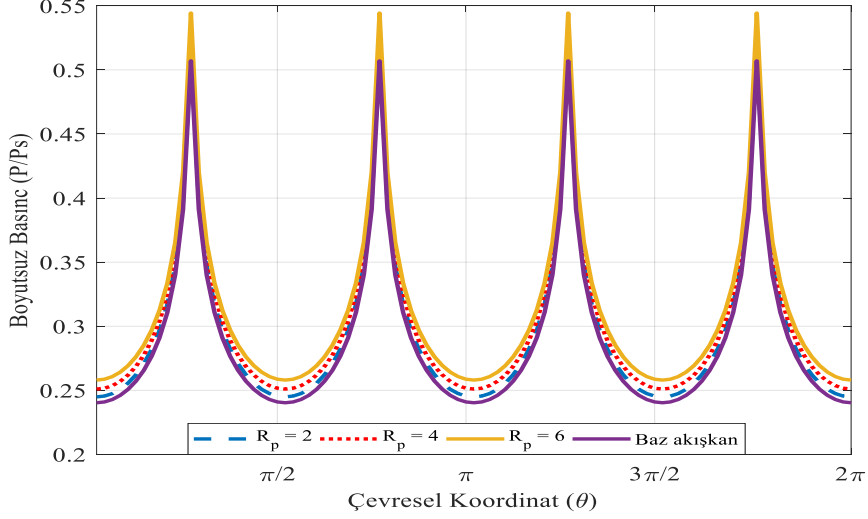 0.55
0.5
0.45
0.4
0.35
0.3
0.25
0.2
Boyutsuz Basınc (P/Ps)
R_p = 2 R_p = 4 R_p = 6 Baz akışkan
π/2 π 3π/2 2π
Çevresel Koordinat (θ)